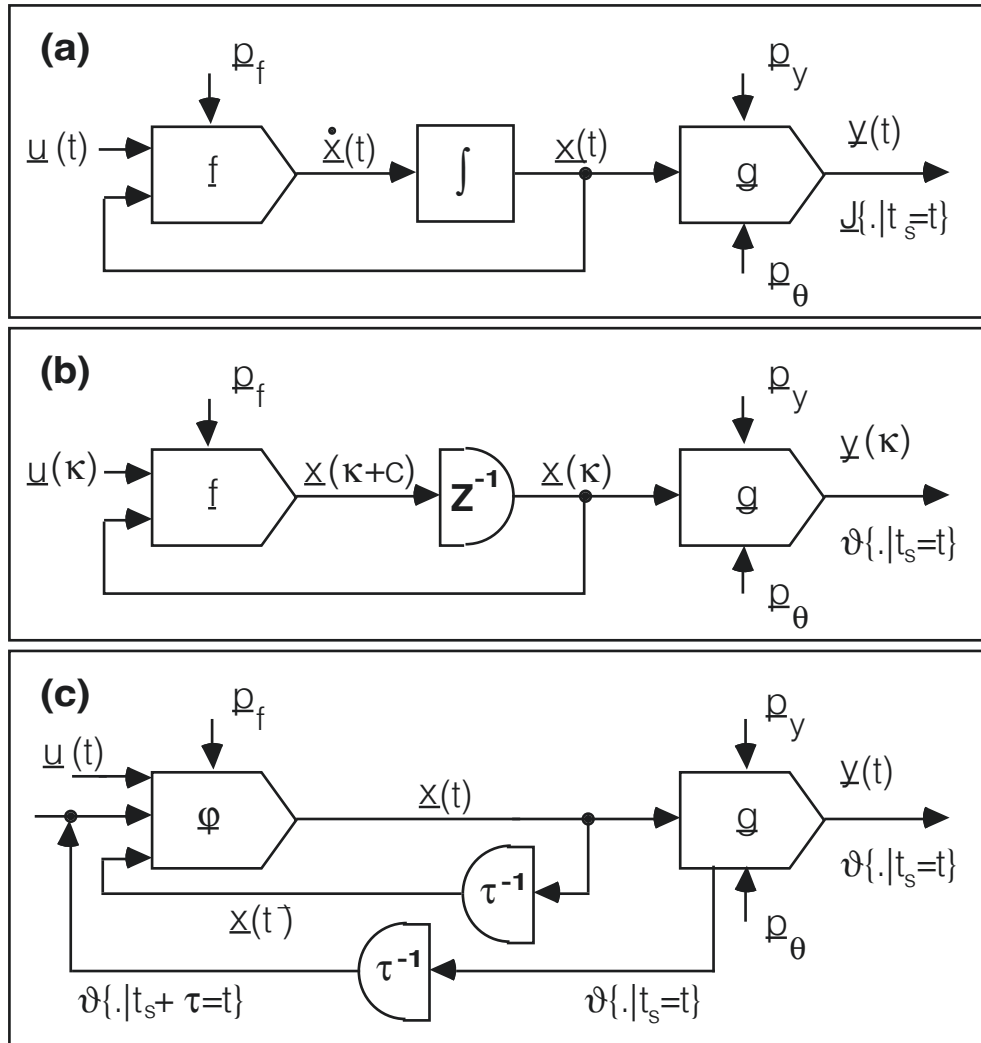 (a)
p_f
p_y
u(t)
f
ẋ(t)
∫
x(t)
g
y(t)
J{.|t_s=t}
p_θ
(b)
p_f
p_y
u(κ)
f
x(κ+c)
Z⁻¹
x(κ)
g
y(κ)
ϑ{.|t_s=t}
p_θ
(c)
p_f
p_y
u(t)
φ
x(t)
g
y(t)
ϑ{.|t_s=t}
τ⁻¹
x(t⁻)
p_θ
τ⁻¹
ϑ{.|t_s+ τ=t}
ϑ{.|t_s=t}